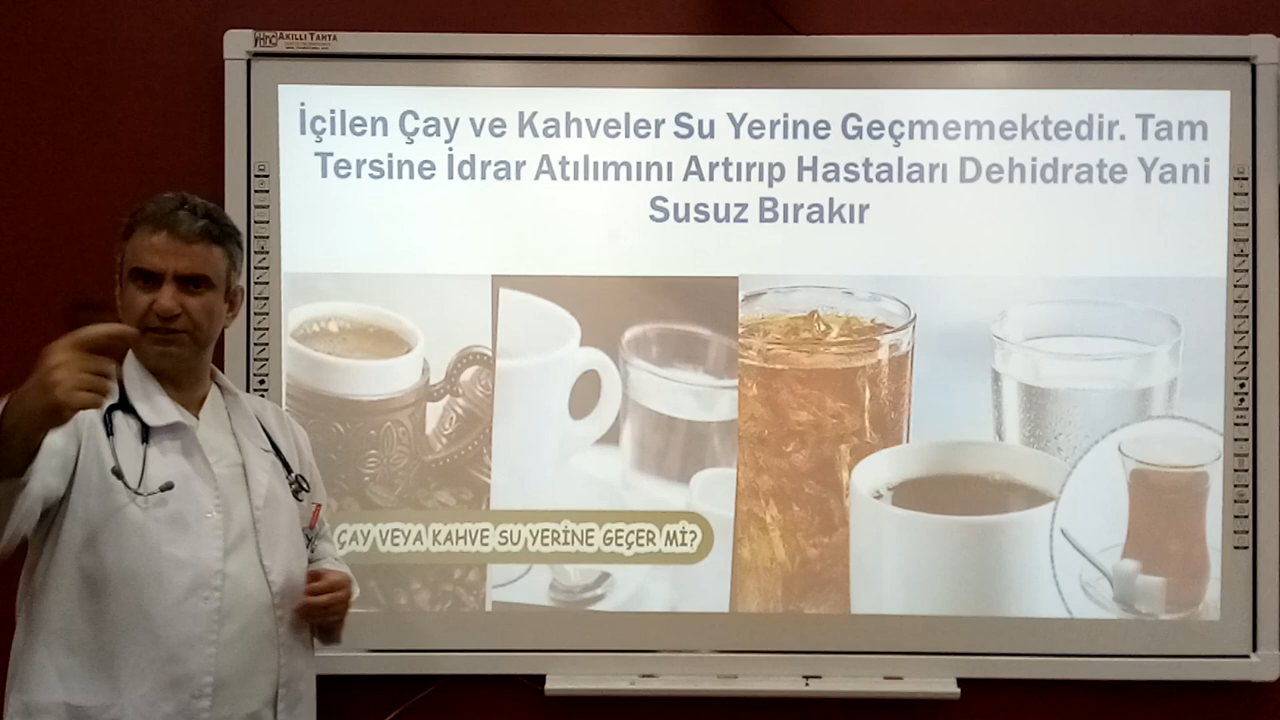 AKILLI TAHTA
İçilen Çay ve Kahveler Su Yerine Geçmemektedir. Tam
Tersine İdrar Atılımını Artırıp Hastaları Dehidrate Yani
Susuz Bırakır
ÇAY VEYA KAHVE SU YERİNE GEÇER Mİ?